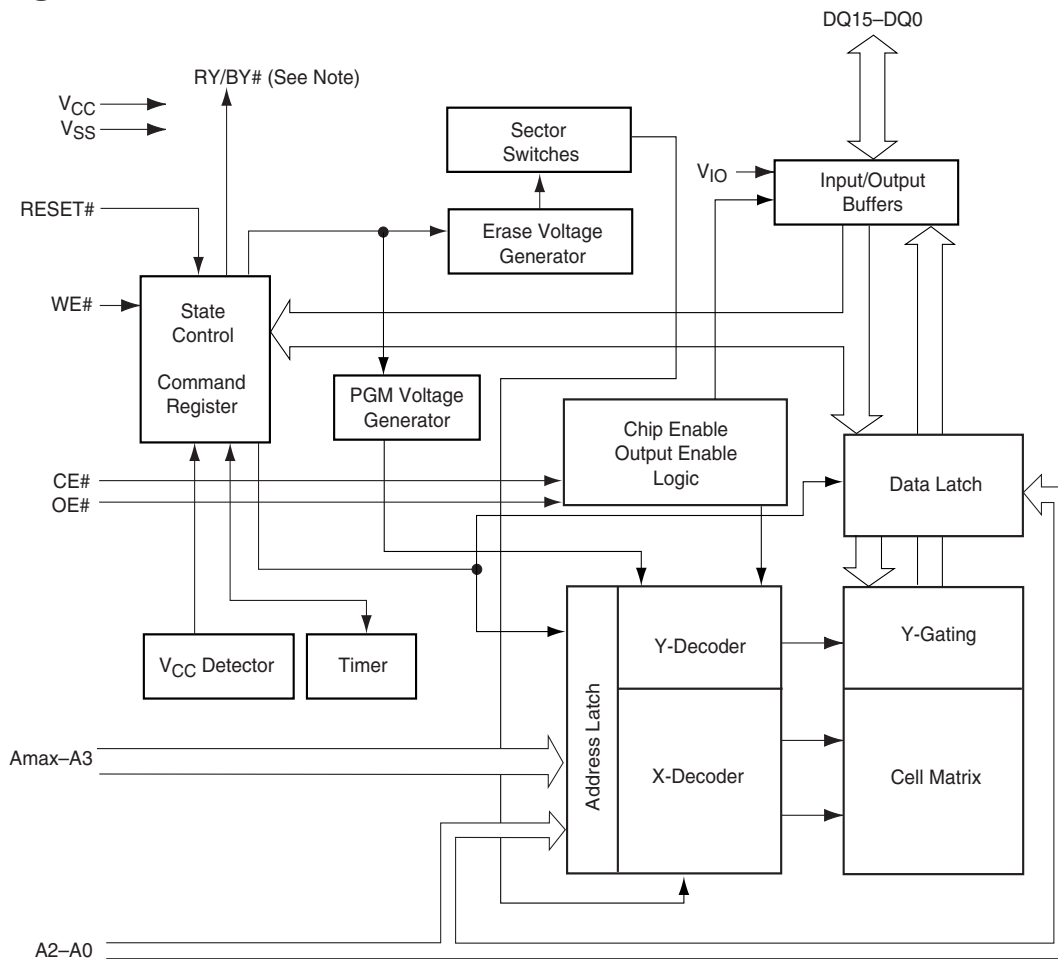 DQ15–DQ0
RY/BY# (See Note)
VCC
VSS
Sector
Switches
VIO
Input/Output
Buffers
RESET#
Erase Voltage
Generator
WE#
State
Control
Command
Register
PGM Voltage
Generator
Chip Enable
Output Enable
Logic
CE#
OE#
Data Latch
VCC Detector
Timer
Address Latch
Y-Decoder
Y-Gating
Amax–A3
X-Decoder
Cell Matrix
A2–A0